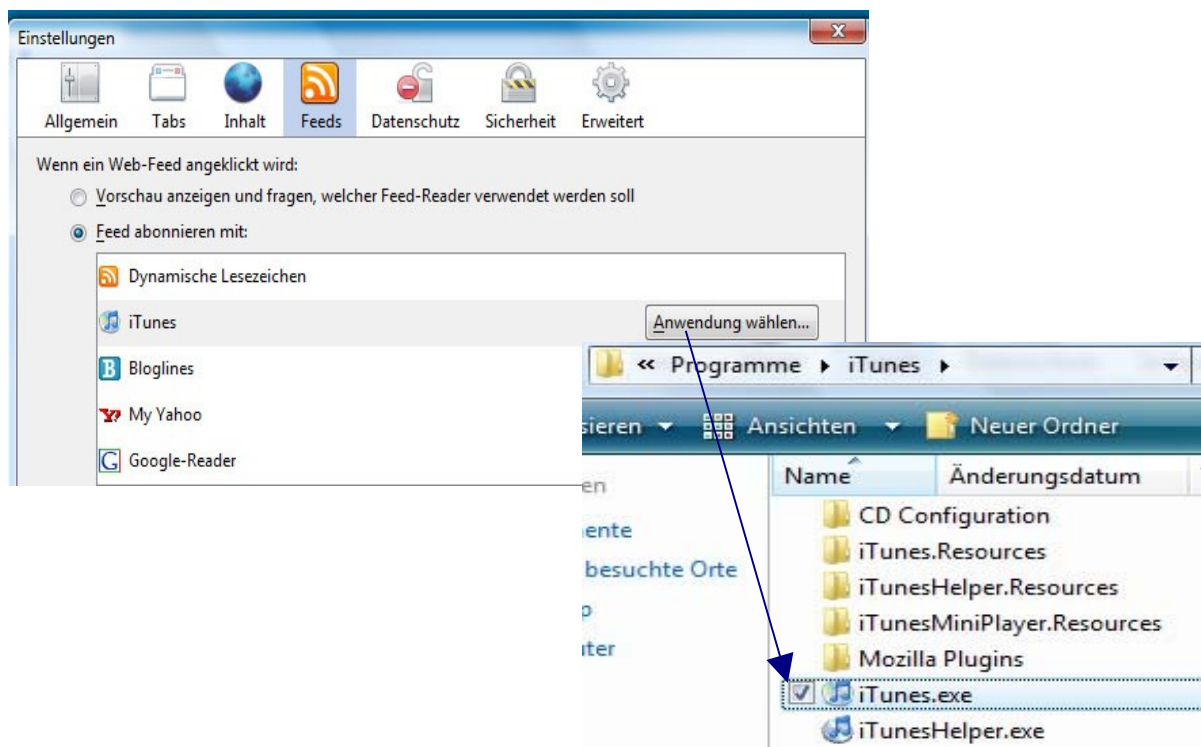 Einstellungen
Allgemein Tabs Inhalt Feeds Datenschutz Sicherheit Erweitert
Wenn ein Web-Feed angeklickt wird:
Vorschau anzeigen und fragen, welcher Feed-Reader verwendet werden soll
Feed abonnieren mit:
Dynamische Lesezeichen
iTunes Anwendung wählen...
Bloglines
My Yahoo
Google-Reader
« Programme iTunes
sieren Ansichten Neuer Ordner
Name Änderungsdatum
en
ente
besuchte Orte
p
uter
CD Configuration
iTunes.Resources
iTunesHelper.Resources
iTunesMiniPlayer.Resources
Mozilla Plugins
iTunes.exe
iTunesHelper.exe